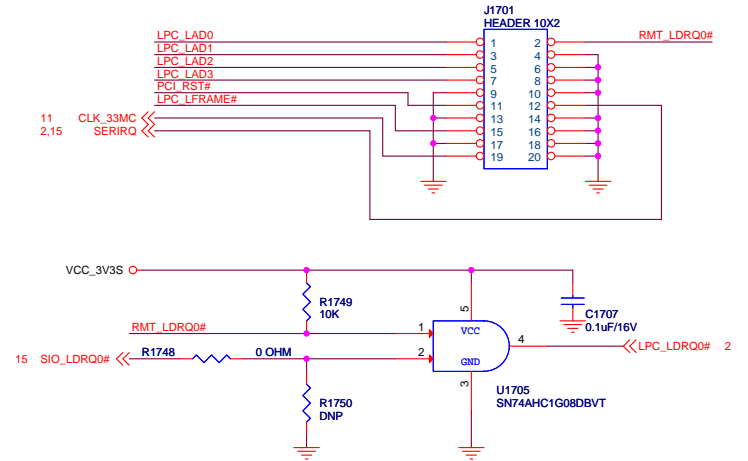 J1701
HEADER 10X2
LPC_LAD0 1 2 RMT_LDRQ0#
LPC_LAD1 3 4
LPC_LAD2 5 6
LPC_LAD3 7 8
PCI_RST# 9 10
LPC_LFRAME# 11 12
11 CLK_33MC 13 14
2,15 SERIRQ 15 16
17 18
19 20
VCC_3V3S
R1749
10K
5
C1707
0.1uF/16V
RMT_LDRQ0# 1 VCC
4 LPC_LDRQ0# 2
15 SIO_LDRQ0# R1748 0 OHM 2 GND
3
U1705
SN74AHC1G08DBVT
R1750
DNP